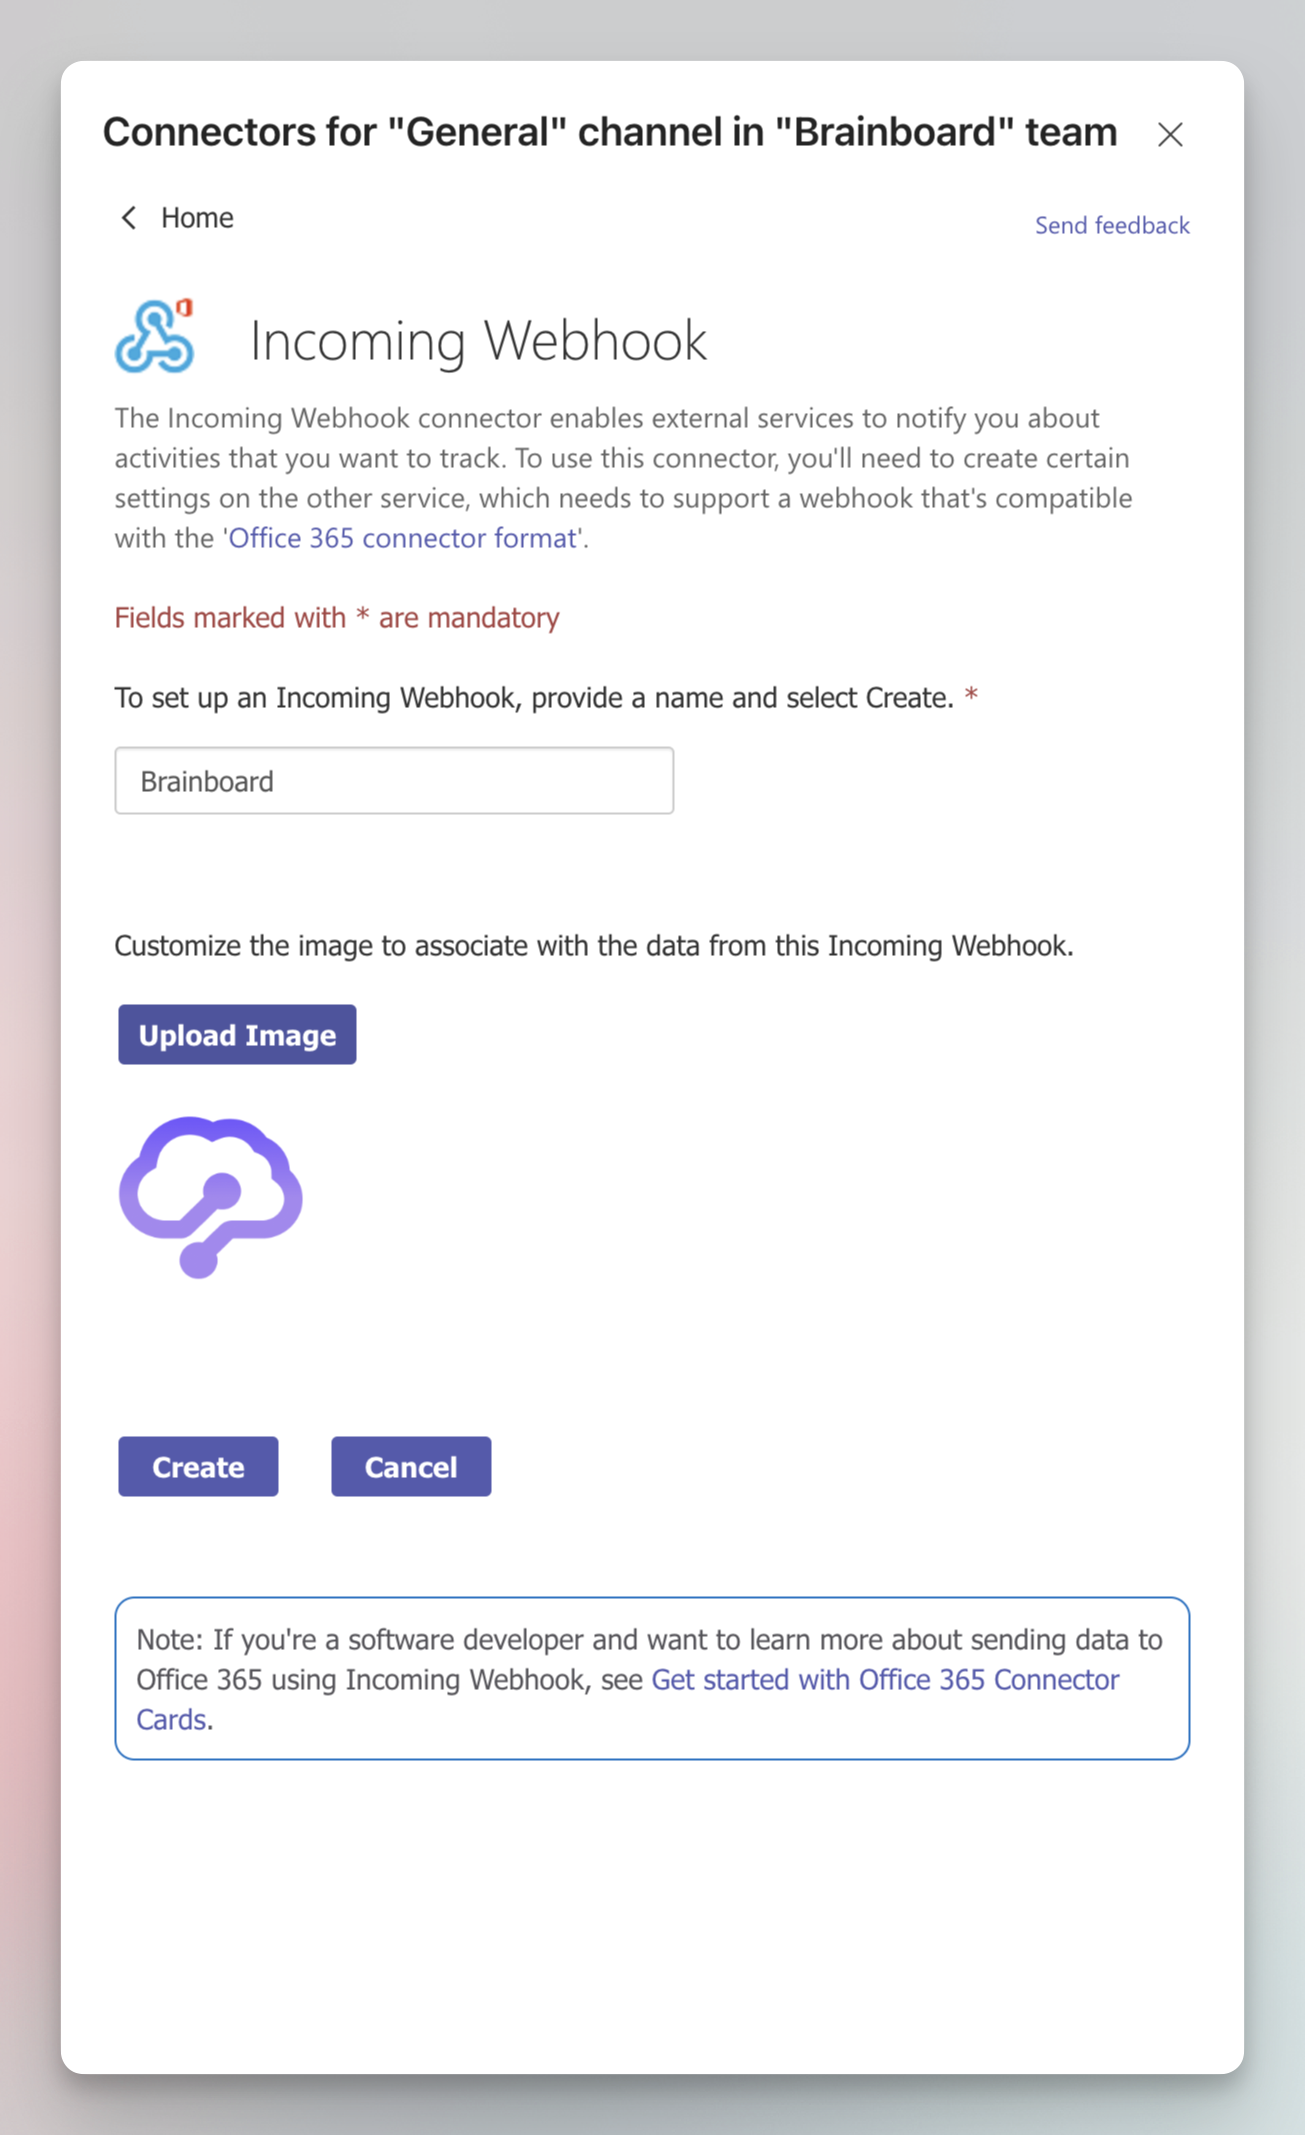 Connectors for "General" channel in "Brainboard" team
Home
Send feedback
Incoming Webhook
The Incoming Webhook connector enables external services to notify you about
activities that you want to track. To use this connector, you'll need to create certain
settings on the other service, which needs to support a webhook that's compatible
with the 'Office 365 connector format'.
Fields marked with * are mandatory
To set up an Incoming Webhook, provide a name and select Create. *
Brainboard
Customize the image to associate with the data from this Incoming Webhook.
Upload Image
Create Cancel
Note: If you're a software developer and want to learn more about sending data to
Office 365 using Incoming Webhook, see Get started with Office 365 Connector
Cards.